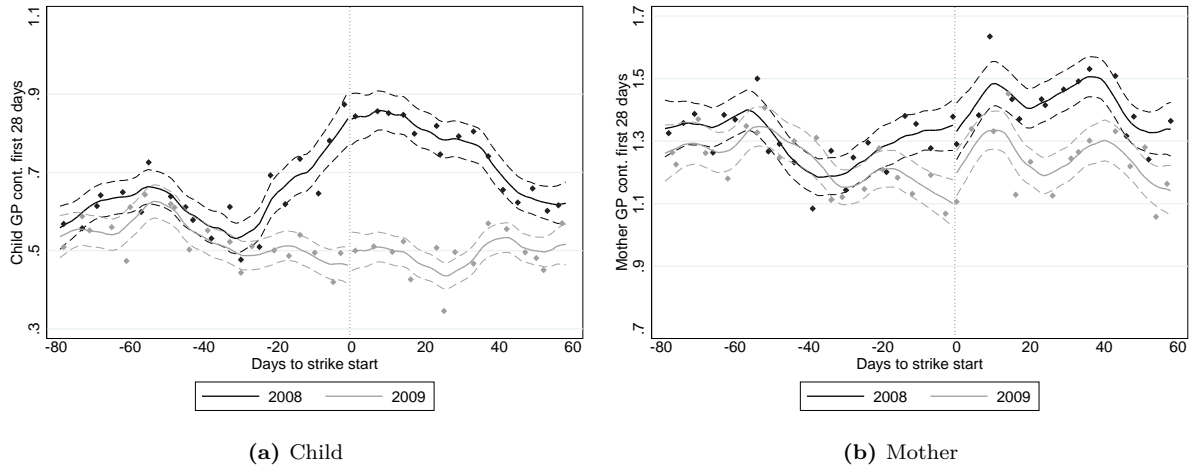 Child GP cont. first 28 days
1.1
.9
.7
.5
.3
-80 -60 -40 -20 0 20 40 60
Days to strike start
2008 2009
(a) Child
Mother GP cont. first 28 days
1.7
1.5
1.3
1.1
.9
.7
-80 -60 -40 -20 0 20 40 60
Days to strike start
2008 2009
(b) Mother